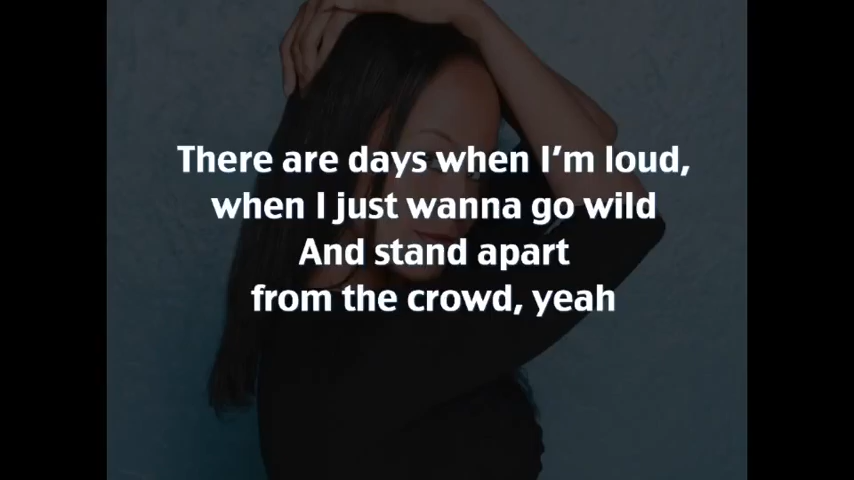 There are days when I'm loud,
when I just wanna go wild
And stand apart
from the crowd, yeah